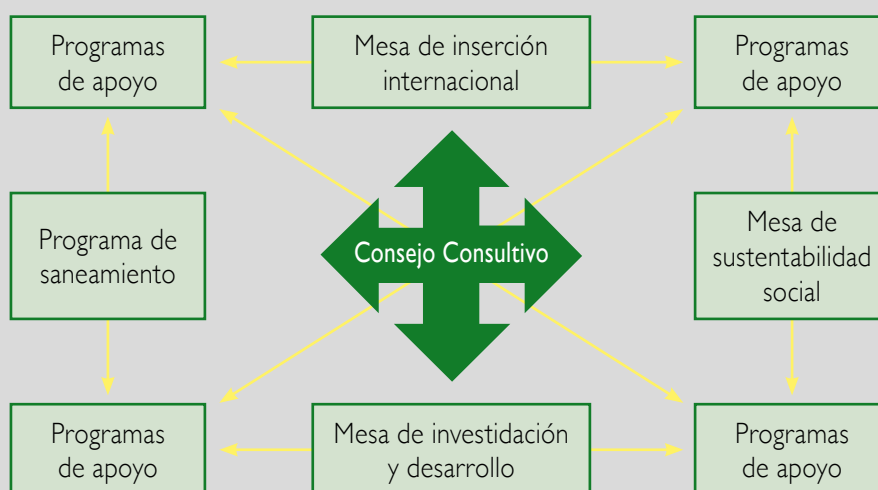 Programas
de apoyo
Mesa de inserción
internacional
Programas
de apoyo
Programa de
saneamiento
Consejo Consultivo
Mesa de
sustentabilidad
social
Programas
de apoyo
Mesa de investidación
y desarrollo
Programas
de apoyo